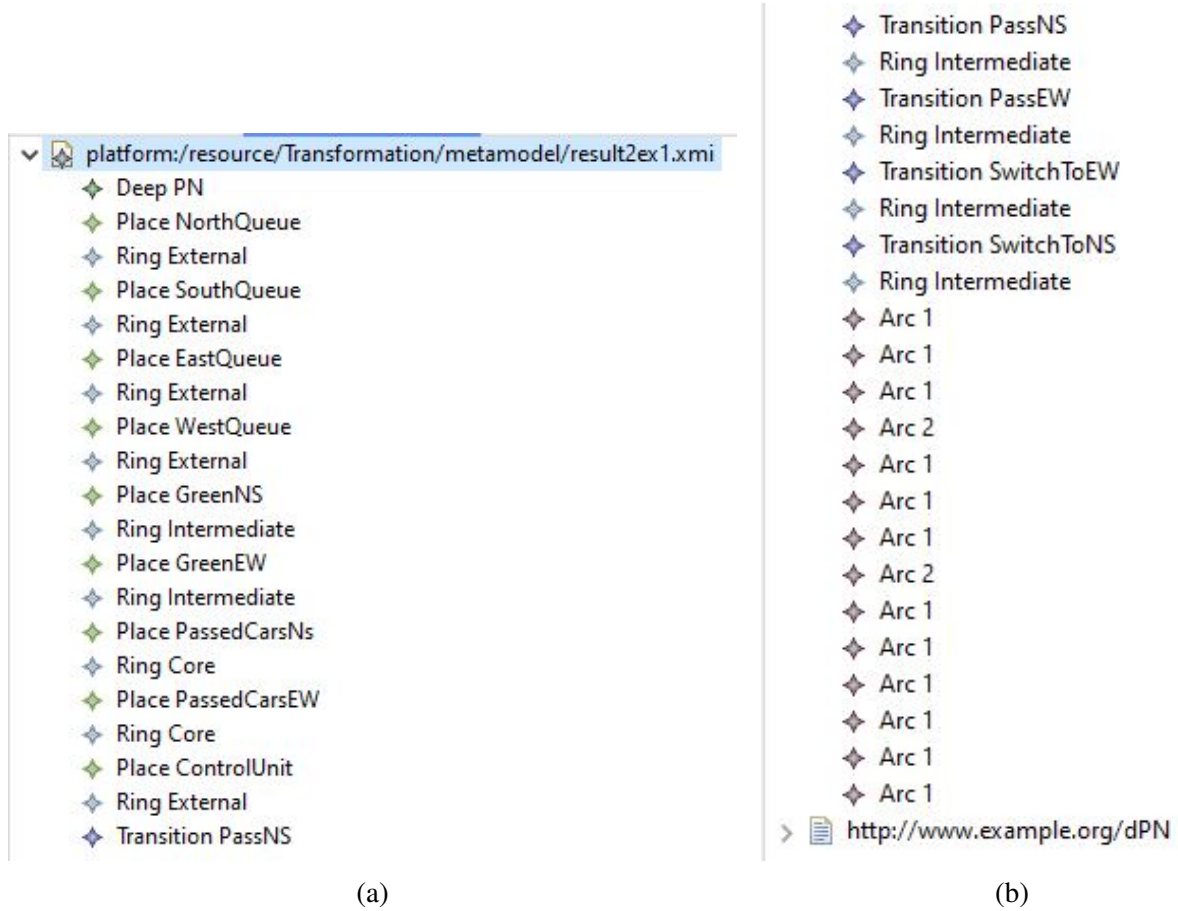 platform:/resource/Transformation/metamodel/result2ex1.xmi
Deep PN
Place NorthQueue
Ring External
Place SouthQueue
Ring External
Place EastQueue
Ring External
Place WestQueue
Ring External
Place GreenNS
Ring Intermediate
Place GreenEW
Ring Intermediate
Place PassedCarsNs
Ring Core
Place PassedCarsEW
Ring Core
Place ControlUnit
Ring External
Transition PassNS
(a)
Transition PassNS
Ring Intermediate
Transition PassEW
Ring Intermediate
Transition SwitchToEW
Ring Intermediate
Transition SwitchToNS
Ring Intermediate
Arc 1
Arc 1
Arc 1
Arc 2
Arc 1
Arc 1
Arc 1
Arc 2
Arc 1
Arc 1
Arc 1
Arc 1
Arc 1
Arc 1
http://www.example.org/dPN
(b)